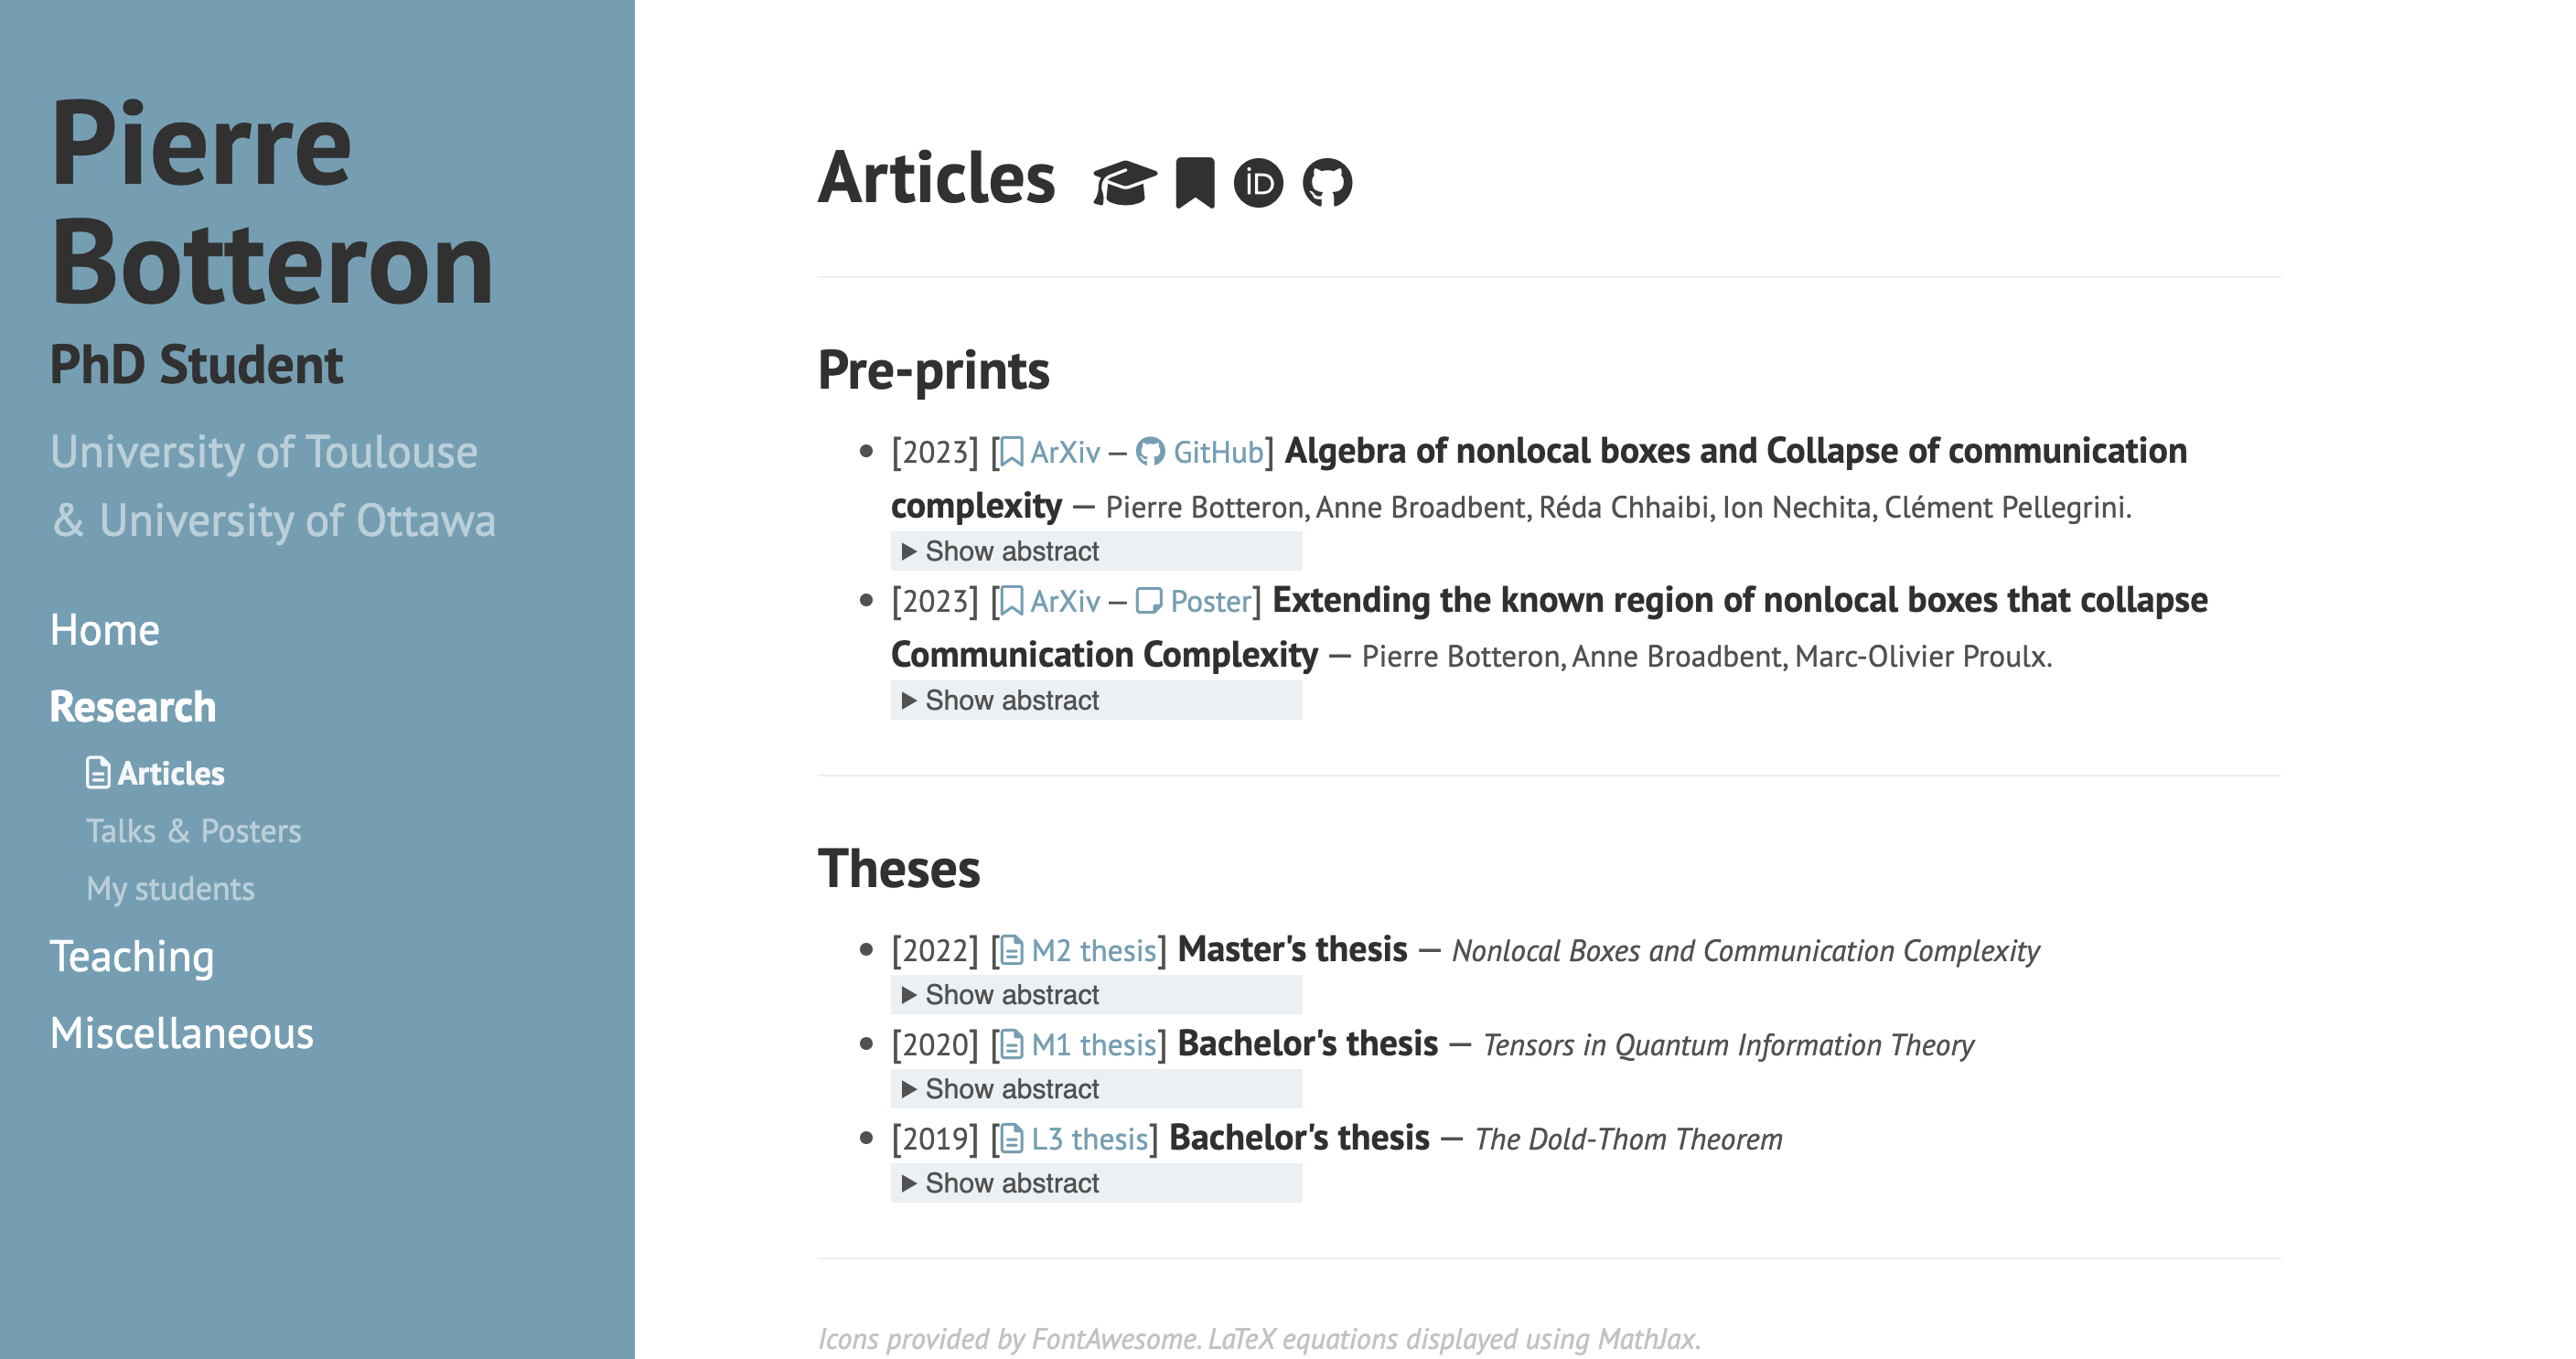 Pierre
Botteron
PhD Student
University of Toulouse
& University of Ottawa
Home
Research
Articles
Talks & Posters
My students
Teaching
Miscellaneous
Articles
Pre-prints
[2023] [ArXiv – GitHub] Algebra of nonlocal boxes and Collapse of communication
complexity — Pierre Botteron, Anne Broadbent, Réda Chhaibi, Ion Nechita, Clément Pellegrini.
Show abstract
[2023] [ArXiv – Poster] Extending the known region of nonlocal boxes that collapse
Communication Complexity — Pierre Botteron, Anne Broadbent, Marc-Olivier Proulx.
Show abstract
Theses
[2022] [M2 thesis] Master's thesis — Nonlocal Boxes and Communication Complexity
Show abstract
[2020] [M1 thesis] Bachelor's thesis — Tensors in Quantum Information Theory
Show abstract
[2019] [L3 thesis] Bachelor's thesis — The Dold-Thom Theorem
Show abstract
Icons provided by FontAwesome. LaTeX equations displayed using MathJax.